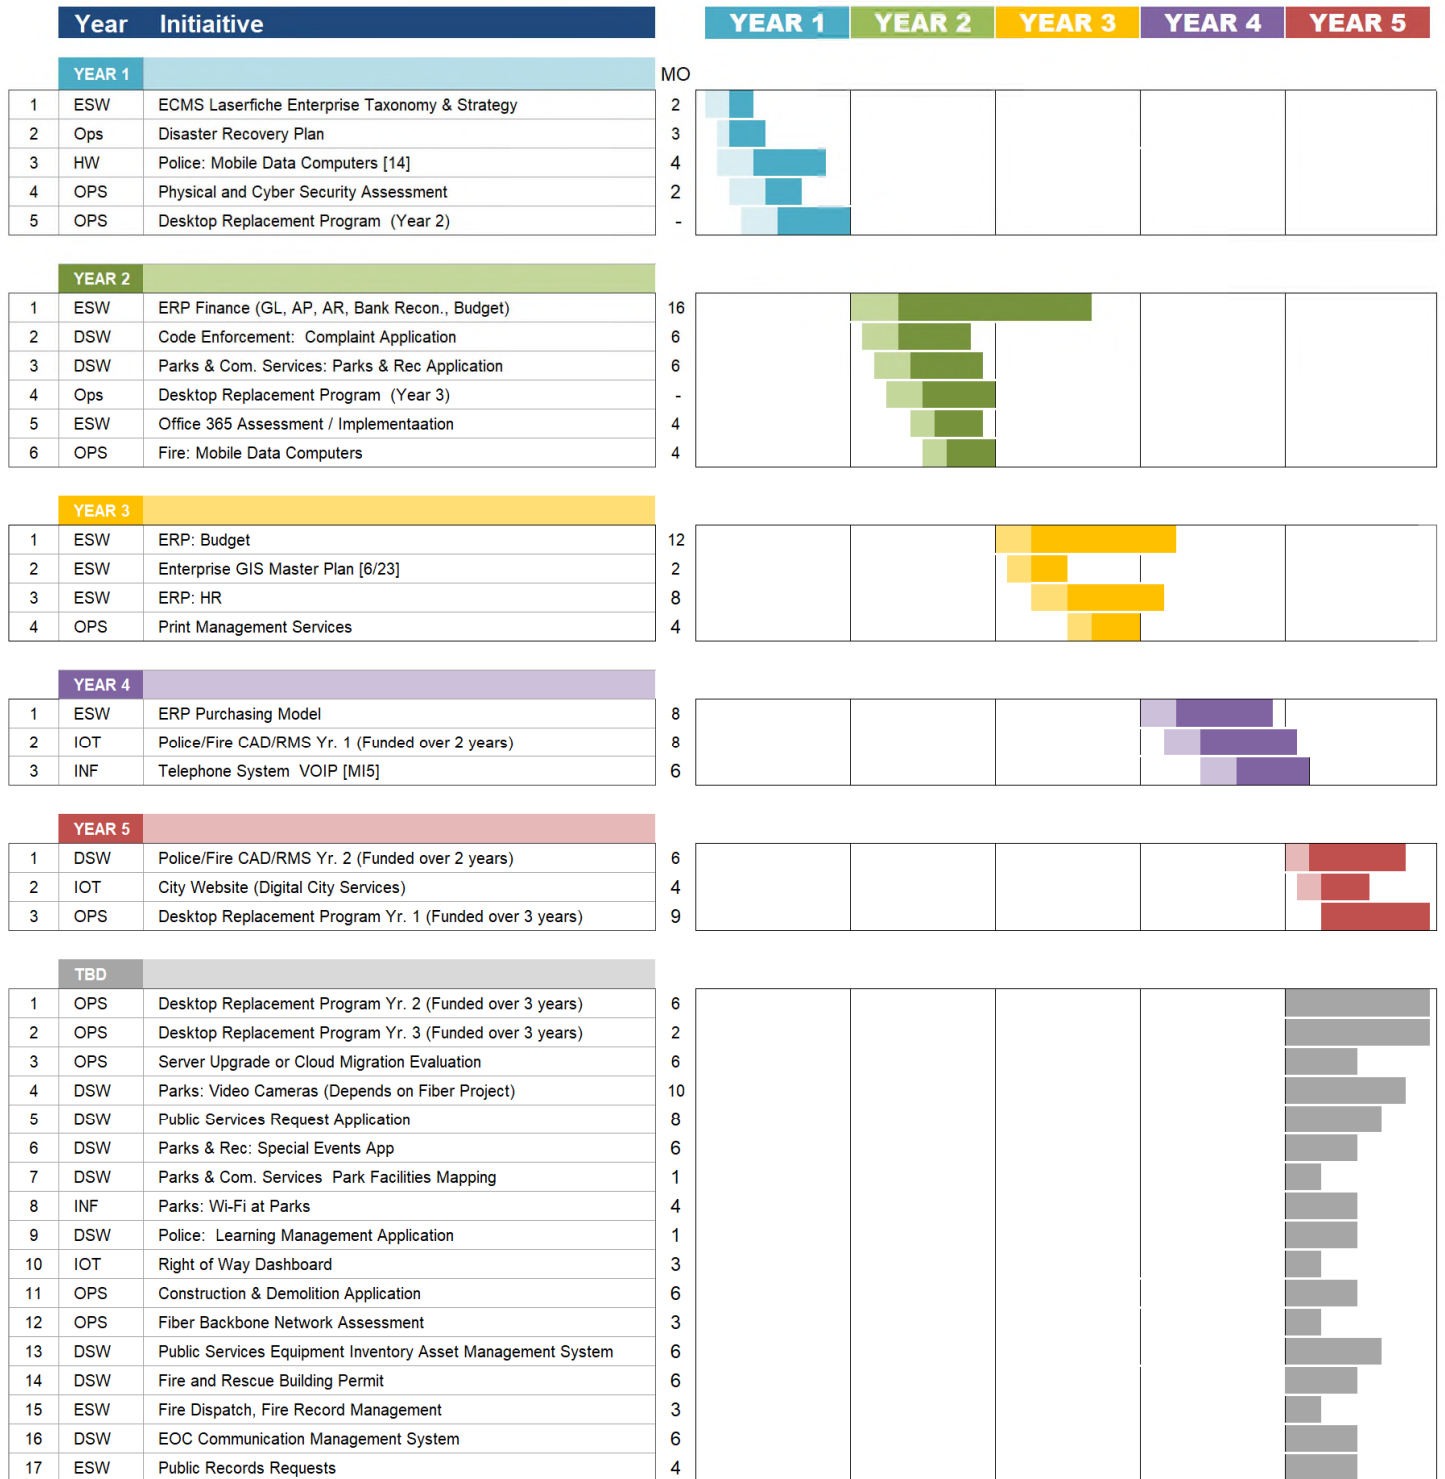 Year Initiaitive YEAR 1 YEAR 2 YEAR 3 YEAR 4 YEAR 5
YEAR 1 MO
1 ESW ECMS Laserfiche Enterprise Taxonomy & Strategy 2
2 Ops Disaster Recovery Plan 3
3 HW Police: Mobile Data Computers [14] 4
4 OPS Physical and Cyber Security Assessment 2
5 OPS Desktop Replacement Program (Year 2) -
YEAR 2
1 ESW ERP Finance (GL, AP, AR, Bank Recon., Budget) 16
2 DSW Code Enforcement: Complaint Application 6
3 DSW Parks & Com. Services: Parks & Rec Application 6
4 Ops Desktop Replacement Program (Year 3) -
5 ESW Office 365 Assessment / Implementaation 4
6 OPS Fire: Mobile Data Computers 4
YEAR 3
1 ESW ERP: Budget 12
2 ESW Enterprise GIS Master Plan [6/23] 2
3 ESW ERP: HR 8
4 OPS Print Management Services 4
YEAR 4
1 ESW ERP Purchasing Model 8
2 IOT Police/Fire CAD/RMS Yr. 1 (Funded over 2 years) 8
3 INF Telephone System VOIP [MI5] 6
YEAR 5
1 DSW Police/Fire CAD/RMS Yr. 2 (Funded over 2 years) 6
2 IOT City Website (Digital City Services) 4
3 OPS Desktop Replacement Program Yr. 1 (Funded over 3 years) 9
TBD
1 OPS Desktop Replacement Program Yr. 2 (Funded over 3 years) 6
2 OPS Desktop Replacement Program Yr. 3 (Funded over 3 years) 2
3 OPS Server Upgrade or Cloud Migration Evaluation 6
4 DSW Parks: Video Cameras (Depends on Fiber Project) 10
5 DSW Public Services Request Application 8
6 DSW Parks & Rec: Special Events App 6
7 DSW Parks & Com. Services Park Facilities Mapping 1
8 INF Parks: Wi-Fi at Parks 4
9 DSW Police: Learning Management Application 1
10 IOT Right of Way Dashboard 3
11 OPS Construction & Demolition Application 6
12 OPS Fiber Backbone Network Assessment 3
13 DSW Public Services Equipment Inventory Asset Management System 6
14 DSW Fire and Rescue Building Permit 6
15 ESW Fire Dispatch, Fire Record Management 3
16 DSW EOC Communication Management System 6
17 ESW Public Records Requests 4